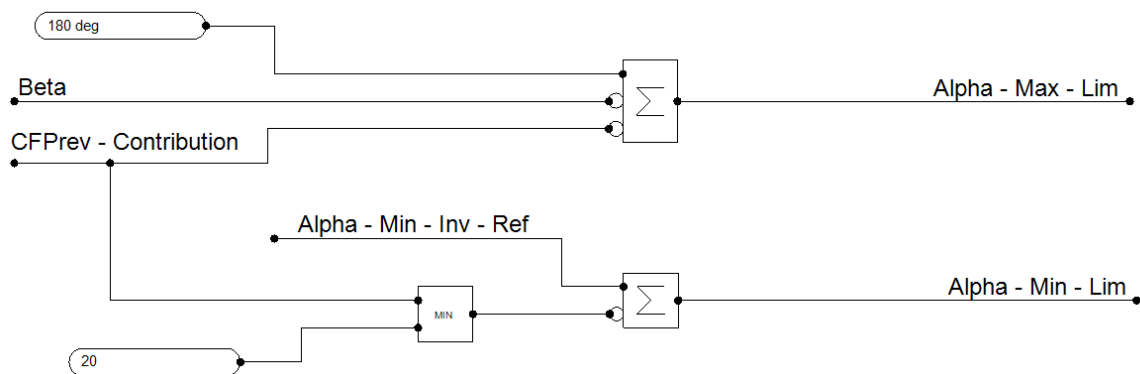 180 deg
Beta
Σ
Alpha - Max - Lim
CFPrev - Contribution
Alpha - Min - Inv - Ref
Σ
Alpha - Min - Lim
MIN
20